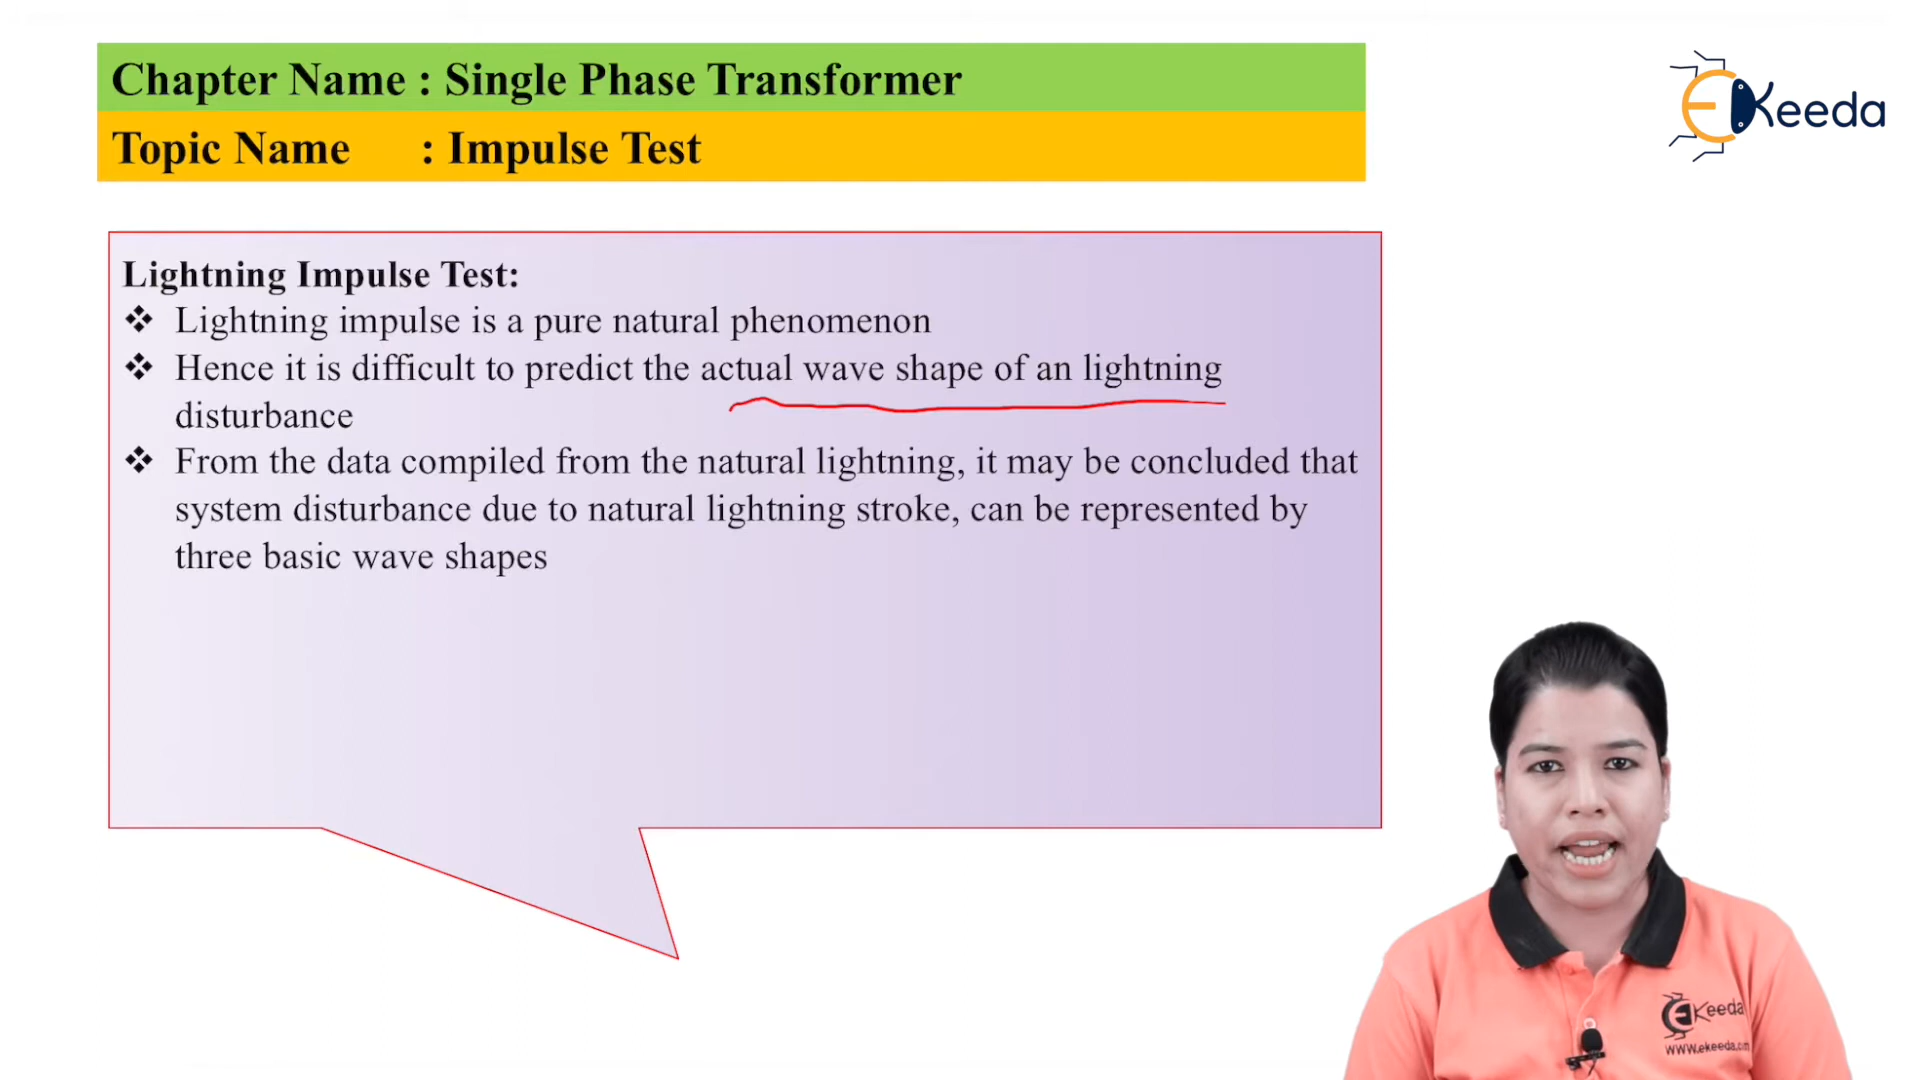 Chapter Name : Single Phase Transformer
Topic Name : Impulse Test
EKeeda
Lightning Impulse Test:
❖ Lightning impulse is a pure natural phenomenon
❖ Hence it is difficult to predict the actual wave shape of an lightning
disturbance
❖ From the data compiled from the natural lightning, it may be concluded that
system disturbance due to natural lightning stroke, can be represented by
three basic wave shapes
EKeeda
www.ekeeda.com